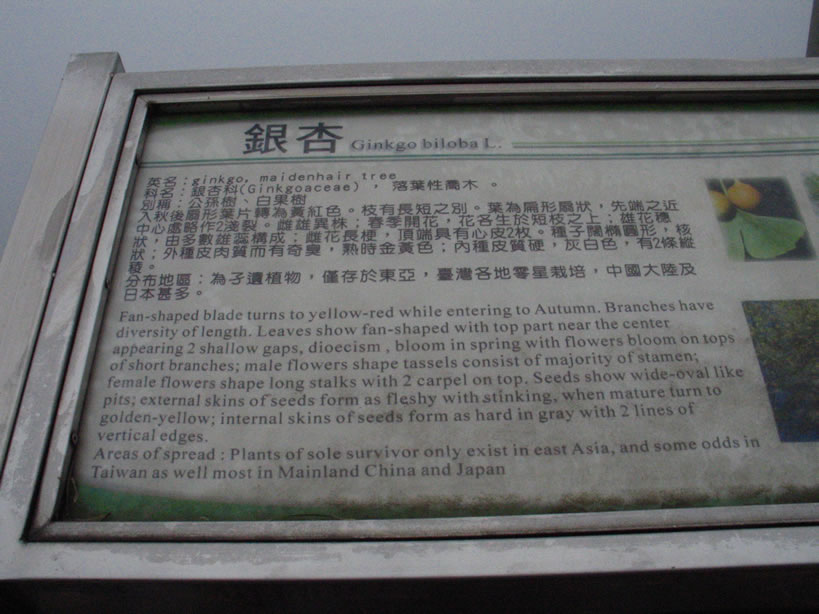 銀杏 Ginkgo biloba L.
英名：ginkgo, maidenhair tree
科名：銀杏科(Ginkgoaceae)，落葉性喬木。
別稱：公孫樹、白果樹
入秋後扇形葉片轉為黃紅色。枝有長短之別。葉為扁形扇狀，先端之近
中心處略作2淺裂。雌雄異株；春季開花，花各生於短枝之上；雄花穗
狀，由多數雄蕊構成；雌花長梗，頂端具有心皮2枚。種子闊橢圓形，核
狀；外種皮肉質而有奇臭，熟時金黃色；內種皮質硬，灰白色，有2條縱
稜。
分布地區：為孑遺植物，僅存於東亞，臺灣各地零星栽培，中國大陸及
日本甚多。
Fan-shaped blade turns to yellow-red while entering to Autumn. Branches have
diversity of length. Leaves show fan-shaped with top part near the center
appearing 2 shallow gaps, dioecism , bloom in spring with flowers bloom on tops
of short branches; male flowers shape tassels consist of majority of stamen;
female flowers shape long stalks with 2 carpel on top. Seeds show wide-oval like
pits; external skins of seeds form as fleshy with stinking, when mature turn to
golden-yellow; internal skins of seeds form as hard in gray with 2 lines of
vertical edges.
Areas of spread : Plants of sole survivor only exist in east Asia, and some odds in
Taiwan as well most in Mainland China and Japan